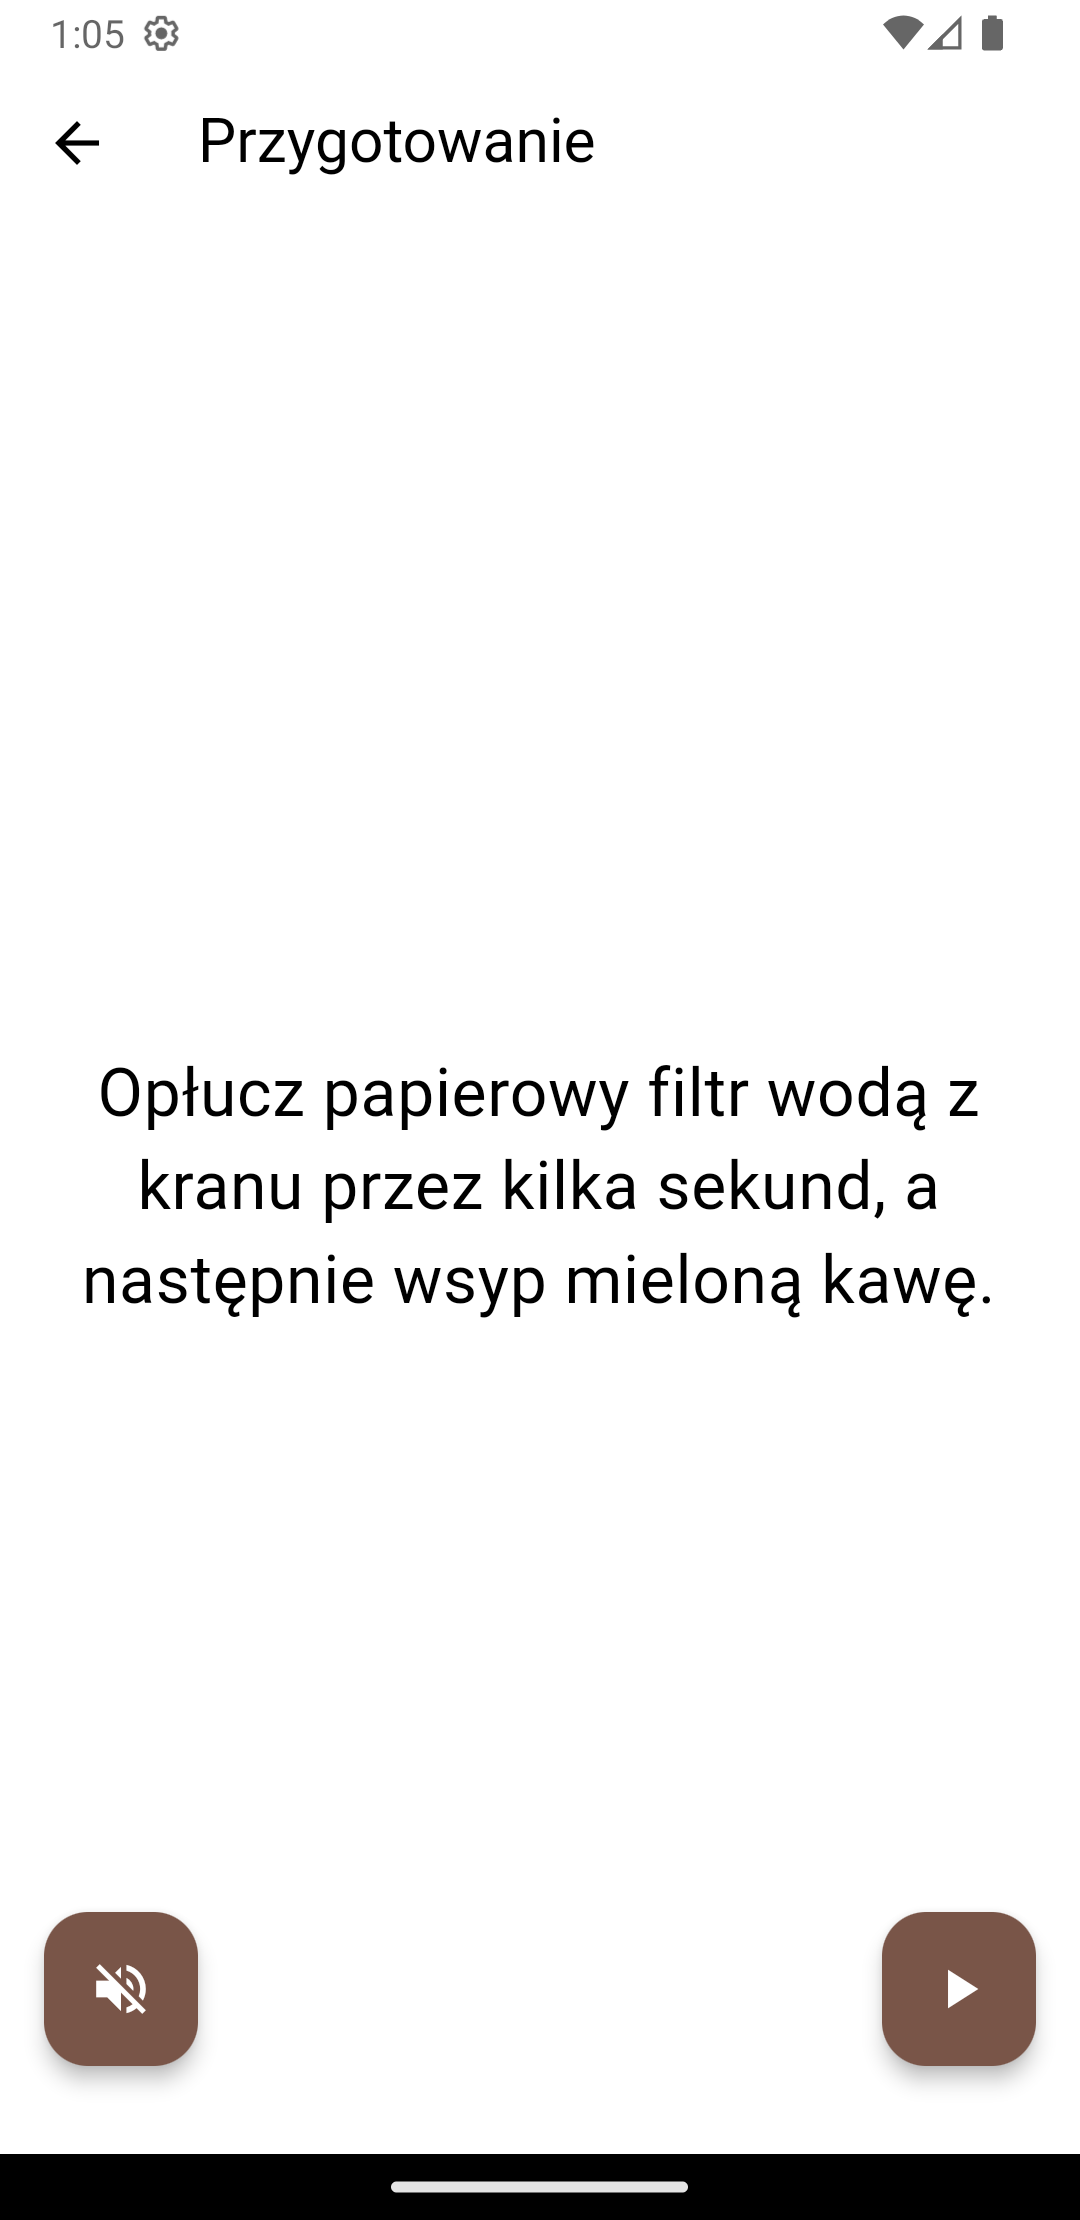 1:05
Przygotowanie
Opłucz papierowy filtr wodą z
kranu przez kilka sekund, a
następnie wsyp mieloną kawę.